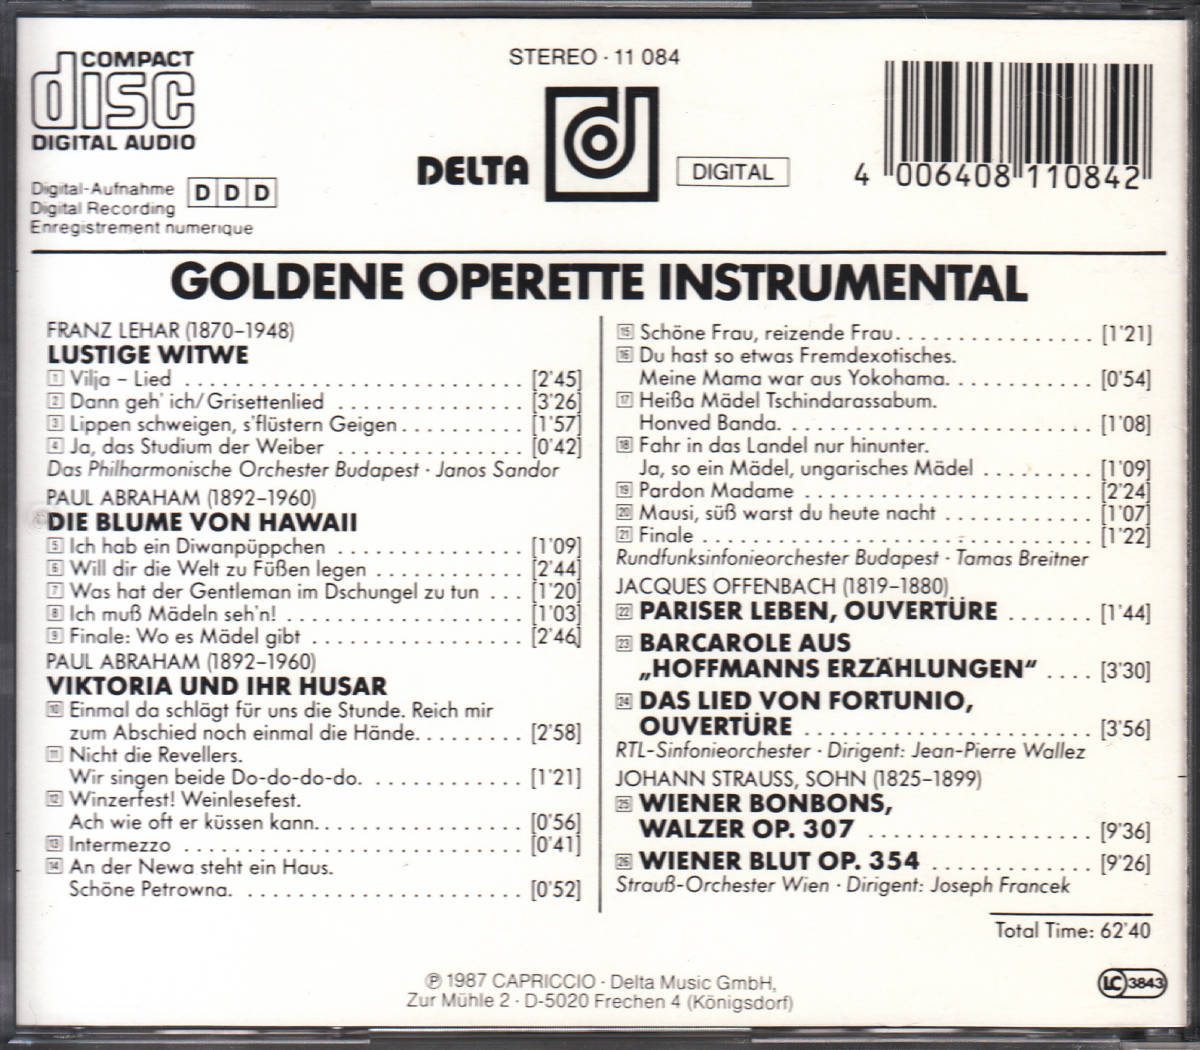 COMPACT
disc
DIGITAL AUDIO
Digital-Aufnahme
Digital Recording
Enregistrement numerique
D D D
STEREO · 11 084
DELTA
d
DIGITAL
4 006408 110842
GOLDENE OPERETTE INSTRUMENTAL
FRANZ LEHAR (1870–1948)
LUSTIGE WITWE
1 Vilja – Lied [2'45]
2 Dann geh' ich/Grisettenlied [3'26]
3 Lippen schweigen, s'flüstern Geigen [1'57]
4 Ja, das Studium der Weiber [0'42]
Das Philharmonische Orchester Budapest · Janos Sandor
PAUL ABRAHAM (1892–1960)
DIE BLUME VON HAWAII
5 Ich hab ein Diwanpüppchen [1'09]
6 Will dir die Welt zu Füßen legen [2'44]
7 Was hat der Gentleman im Dschungel zu tun [1'20]
8 Ich muß Mädeln seh'n! [1'03]
9 Finale: Wo es Mädel gibt [2'46]
PAUL ABRAHAM (1892–1960)
VIKTORIA UND IHR HUSAR
10 Einmal da schlägt für uns die Stunde. Reich mir
zum Abschied noch einmal die Hände. [2'58]
11 Nicht die Revellers.
Wir singen beide Do-do-do-do. [1'21]
12 Winzerfest! Weinlesefest.
Ach wie oft er küssen kann. [0'56]
13 Intermezzo [0'41]
14 An der Newa steht ein Haus.
Schöne Petrowna. [0'52]
15 Schöne Frau, reizende Frau. [1'21]
16 Du hast so etwas Fremdexotisches.
Meine Mama war aus Yokohama. [0'54]
17 Heißa Mädel Tschindarassabum.
Honved Banda. [1'08]
18 Fahr in das Landel nur hinunter.
Ja, so ein Mädel, ungarisches Mädel [1'09]
19 Pardon Madame [2'24]
20 Mausi, süß warst du heute nacht [1'07]
21 Finale [1'22]
Rundfunksinfonieorchester Budapest · Tamas Breitner
JACQUES OFFENBACH (1819–1880)
22 PARISER LEBEN, OUVERTÜRE [1'44]
23 BARCAROLE AUS
„HOFFMANNS ERZÄHLUNGEN“ [3'30]
24 DAS LIED VON FORTUNIO,
OUVERTÜRE [3'56]
RTL-Sinfonieorchester · Dirigent: Jean-Pierre Wallez
JOHANN STRAUSS, SOHN (1825–1899)
25 WIENER BONBONS,
WALZER OP. 307 [9'36]
26 WIENER BLUT OP. 354 [9'26]
Strauß-Orchester Wien · Dirigent: Joseph Francek
Total Time: 62'40
℗ 1987 CAPRICCIO · Delta Music GmbH,
Zur Mühle 2 · D-5020 Frechen 4 (Königsdorf)
LC 3843